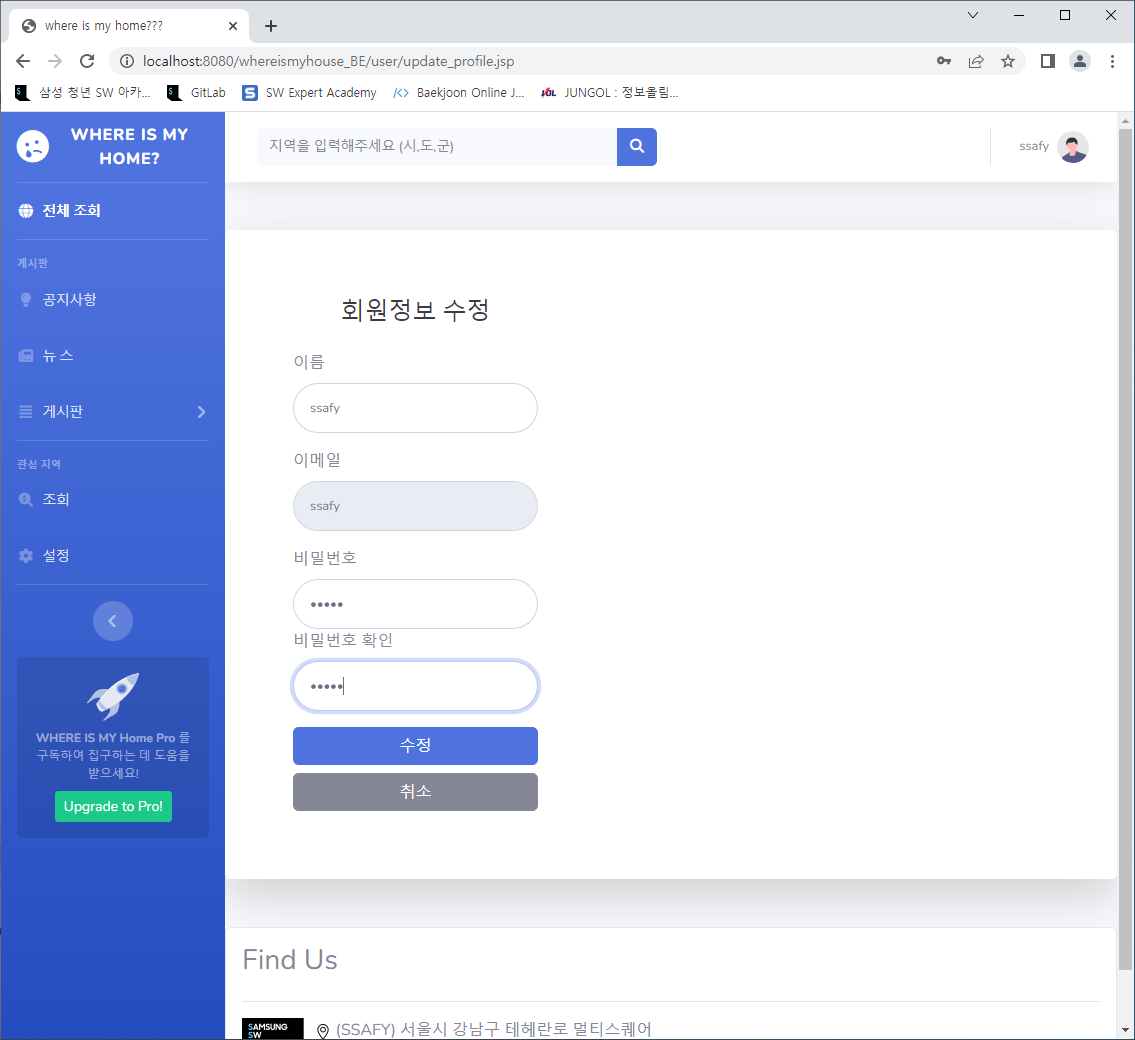 where is my home???
localhost:8080/whereismyhouse_BE/user/update_profile.jsp
삼성 청년 SW 아카... GitLab SW Expert Academy Baekjoon Online J... JUNGOL : 정보올림...
WHERE IS MY
HOME?
지역을 입력해주세요 (시,도,군)
ssafy
전체 조회
게시판
공지사항
뉴 스
게시판
관심 지역
조회
설정
WHERE IS MY Home Pro 를
구독하여 집구하는 데 도움을
받으세요!
Upgrade to Pro!
회원정보 수정
이름
ssafy
이메일
ssafy
비밀번호
•••••
비밀번호 확인
•••••
수정
취소
Find Us
SAMSUNG
SW
(SSAFY) 서울시 강남구 테헤란로 멀티스퀘어